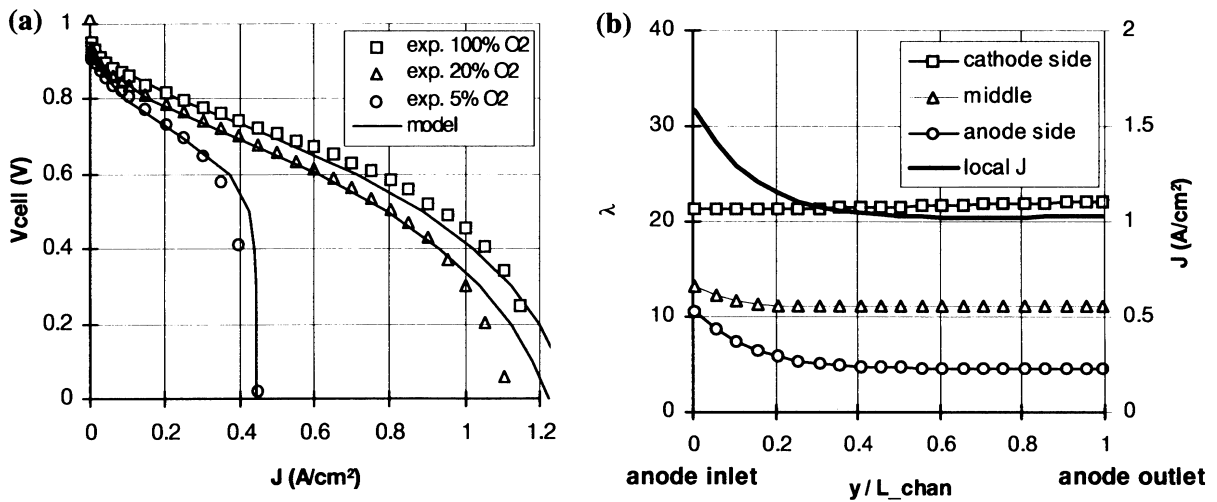 (a)
1
0.8
0.6
0.4
0.2
0
Vcell (V)
exp. 100% O2
exp. 20% O2
exp. 5% O2
model
0 0.2 0.4 0.6 0.8 1 1.2
J (A/cm²)
(b)
40
30
20
10
0
λ
cathode side
middle
anode side
local J
2
1.5
1
0.5
0
J (A/cm²)
0 0.2 0.4 0.6 0.8 1
anode inlet anode outlet
y / L_chan